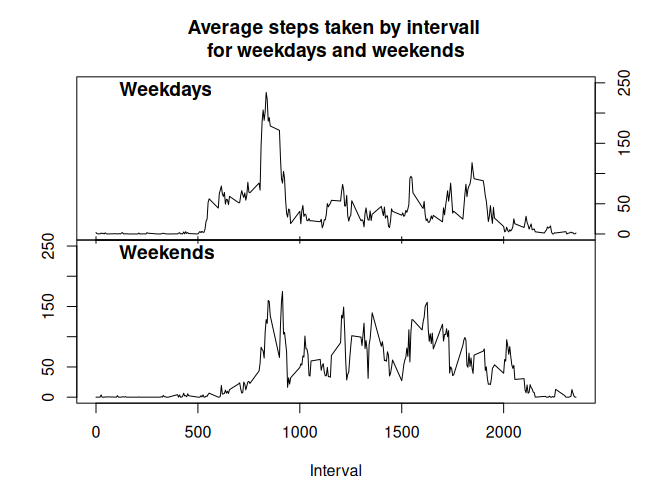 Average steps taken by intervall
for weekdays and weekends
Weekdays
0 50 150 250
Weekends
0 50 150 250
0 500 1000 1500 2000
Interval